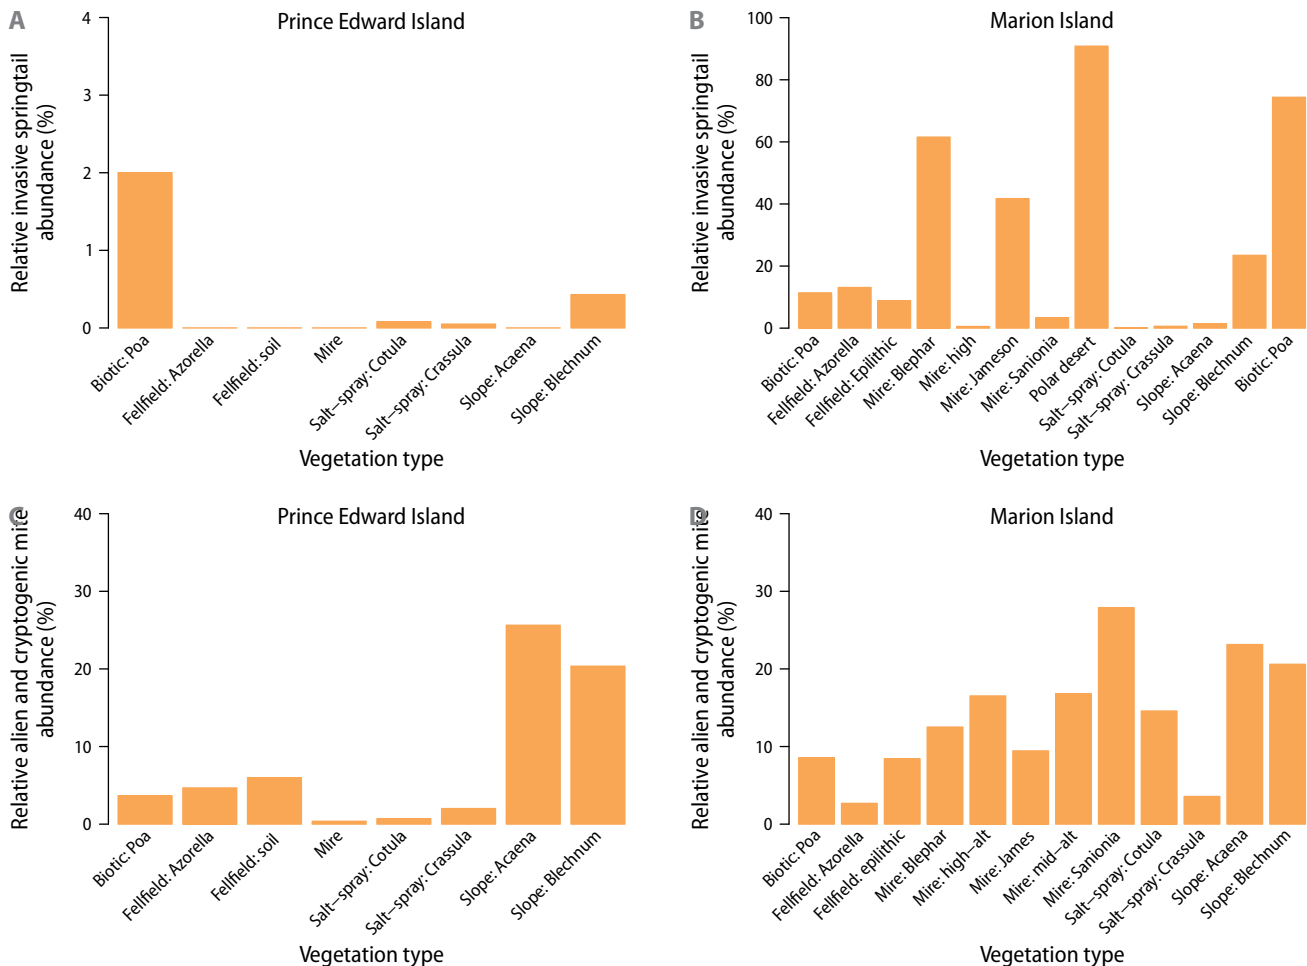 A
Prince Edward Island
Relative invasive springtail
abundance (%)
4
3
2
1
0
Biotic: Poa
Fellfield: Azorella
Fellfield: soil
Mire
Salt–spray: Cotula
Salt–spray: Crassula
Slope: Acaena
Slope: Blechnum
Vegetation type
B
Marion Island
Relative invasive springtail
abundance (%)
100
80
60
40
20
0
Biotic: Poa
Fellfield: Azorella
Fellfield: Epilithic
Mire: Blephar
Mire: high
Mire: Jameson
Mire: Sanionia
Polar desert
Salt–spray: Cotula
Salt–spray: Crassula
Slope: Acaena
Slope: Blechnum
Biotic: Poa
Vegetation type
C
Prince Edward Island
Relative alien and cryptogenic mite
abundance (%)
40
30
20
10
0
Biotic: Poa
Fellfield: Azorella
Fellfield: soil
Mire
Salt–spray: Cotula
Salt–spray: Crassula
Slope: Acaena
Slope: Blechnum
Vegetation type
D
Marion Island
Relative alien and cryptogenic mite
abundance (%)
40
30
20
10
0
Biotic: Poa
Fellfield: Azorella
Fellfield: epilithic
Mire: Blephar
Mire: high–alt
Mire: James
Mire: mid–alt
Mire: Sanionia
Salt–spray: Cotula
Salt–spray: Crassula
Slope: Acaena
Slope: Blechnum
Vegetation type